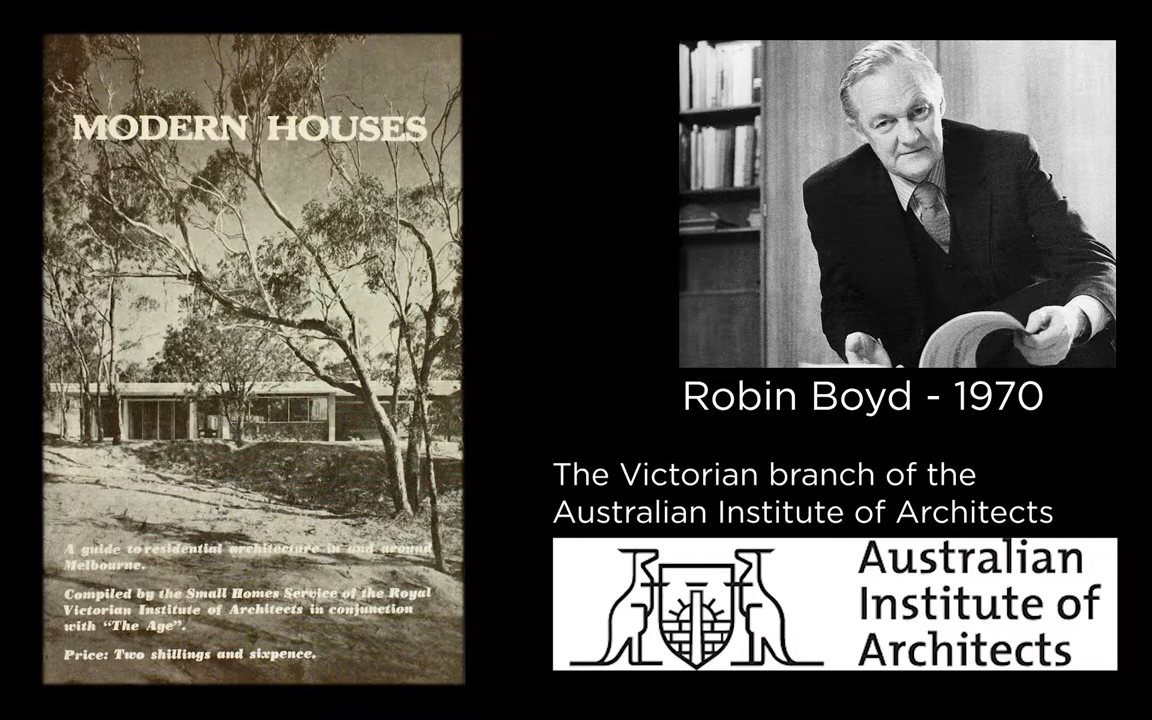 MODERN HOUSES
A guide to residential architecture in and around
Melbourne.
Compiled by the Small Homes Service of the Royal
Victorian Institute of Architects in conjunction
with "The Age".
Price: Two shillings and sixpence.
Robin Boyd - 1970
The Victorian branch of the
Australian Institute of Architects
Australian
Institute of
Architects